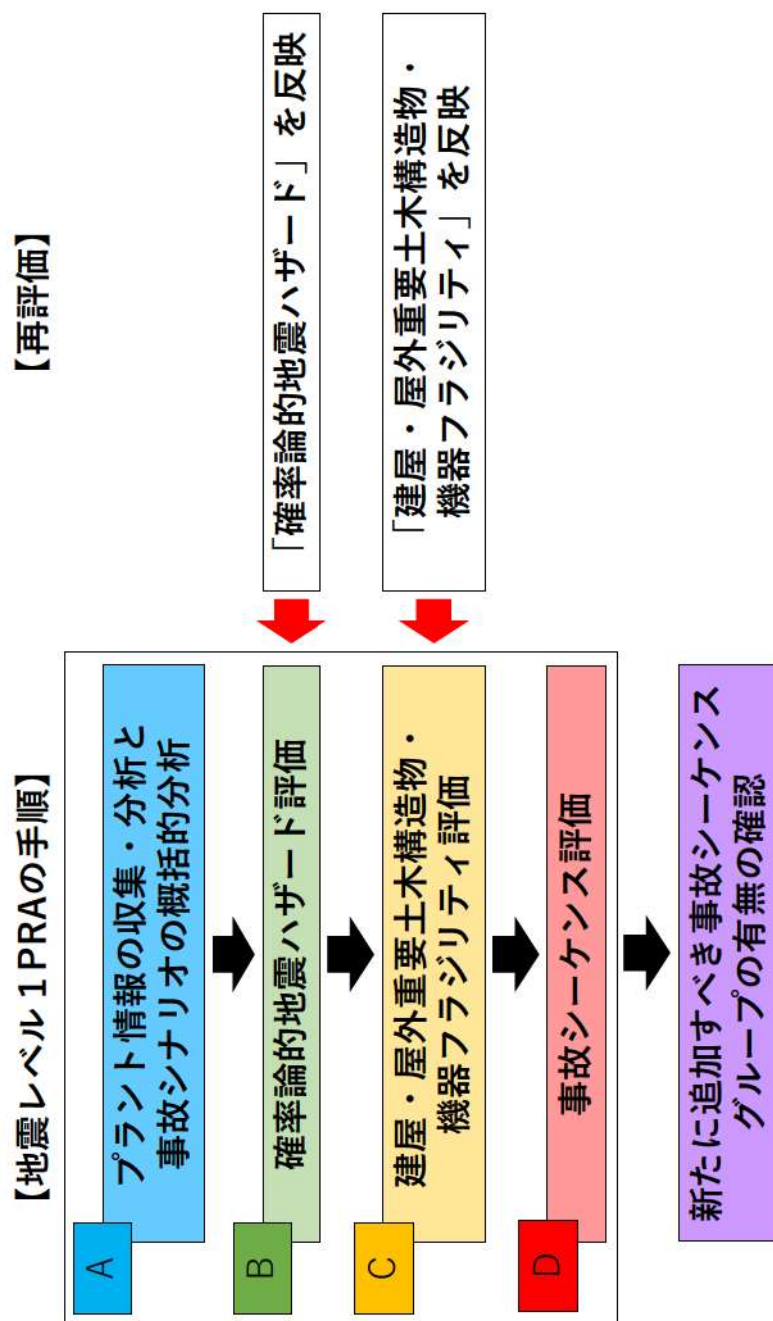 【地震レベル1PRAの手順】
【再評価】
A
プラント情報の収集・分析と
事故シナリオの概括的分析
B
確率論的地震ハザード評価
「確率論的地震ハザード」を反映
C
建屋・屋外重要土木構造物・
機器フラジリティ評価
「建屋・屋外重要土木構造物・
機器フラジリティ」を反映
D
事故シーケンス評価
新たに追加すべき事故シーケンス
グループの有無の確認